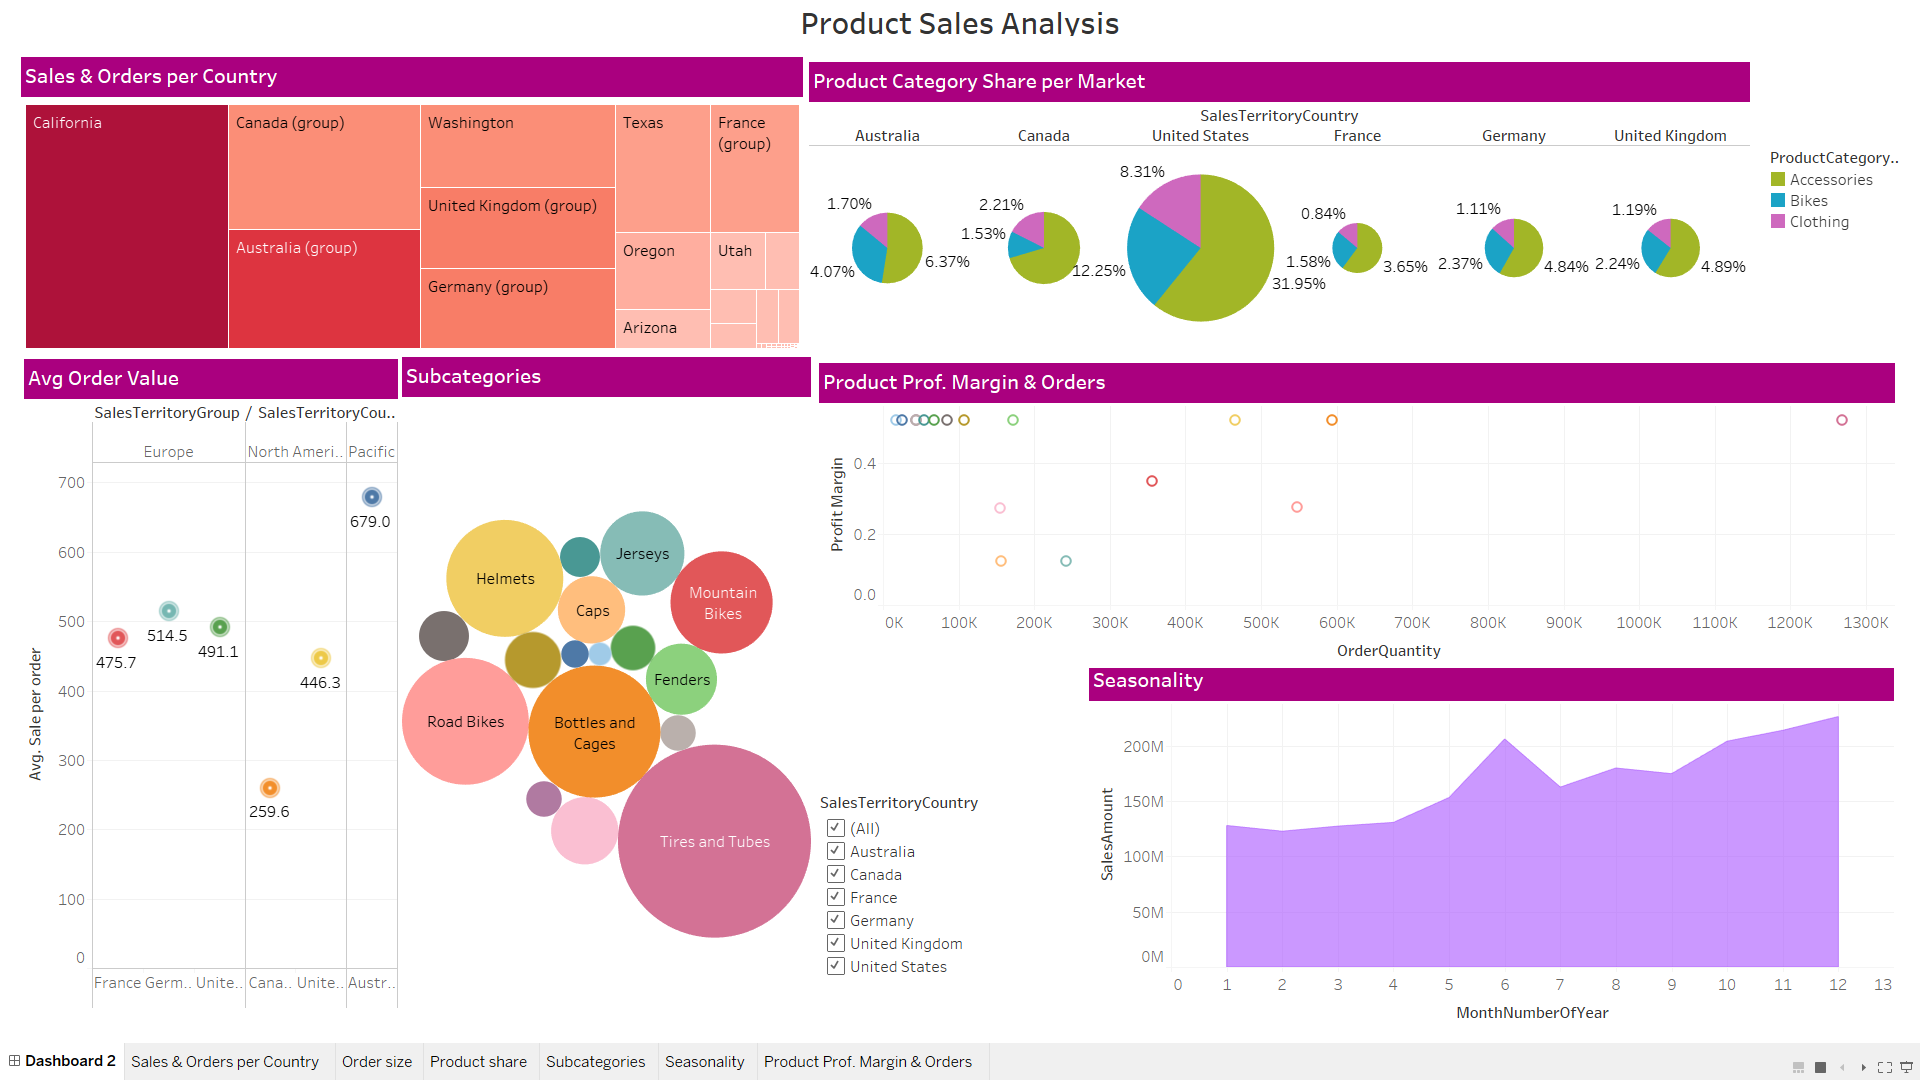 Product Sales Analysis
Sales & Orders per Country
California
Canada (group)
Australia (group)
Washington
United Kingdom (group)
Germany (group)
Texas
Oregon
Arizona
France
(group)
Utah
Product Category Share per Market
SalesTerritoryCountry
Australia
Canada
United States
France
Germany
United Kingdom
1.70%
4.07%
6.37%
2.21%
1.53%
12.25%
8.31%
31.95%
0.84%
1.58%
3.65%
1.11%
2.37%
4.84%
1.19%
2.24%
4.89%
ProductCategory..
Accessories
Bikes
Clothing
Avg Order Value
SalesTerritoryGroup / SalesTerritoryCou..
Europe
North Ameri..
Pacific
Avg. Sale per order
700
600
500
400
300
200
100
0
475.7
514.5
491.1
259.6
446.3
679.0
France
Germ..
Unite..
Cana..
Unite..
Austr..
Subcategories
Helmets
Jerseys
Mountain
Bikes
Caps
Fenders
Road Bikes
Bottles and
Cages
Tires and Tubes
Product Prof. Margin & Orders
Profit Margin
0.4
0.2
0.0
0K
100K
200K
300K
400K
500K
600K
700K
800K
900K
1000K
1100K
1200K
1300K
OrderQuantity
SalesTerritoryCountry
(All)
Australia
Canada
France
Germany
United Kingdom
United States
Seasonality
SalesAmount
200M
150M
100M
50M
0M
0
1
2
3
4
5
6
7
8
9
10
11
12
13
MonthNumberOfYear
Dashboard 2
Sales & Orders per Country
Order size
Product share
Subcategories
Seasonality
Product Prof. Margin & Orders